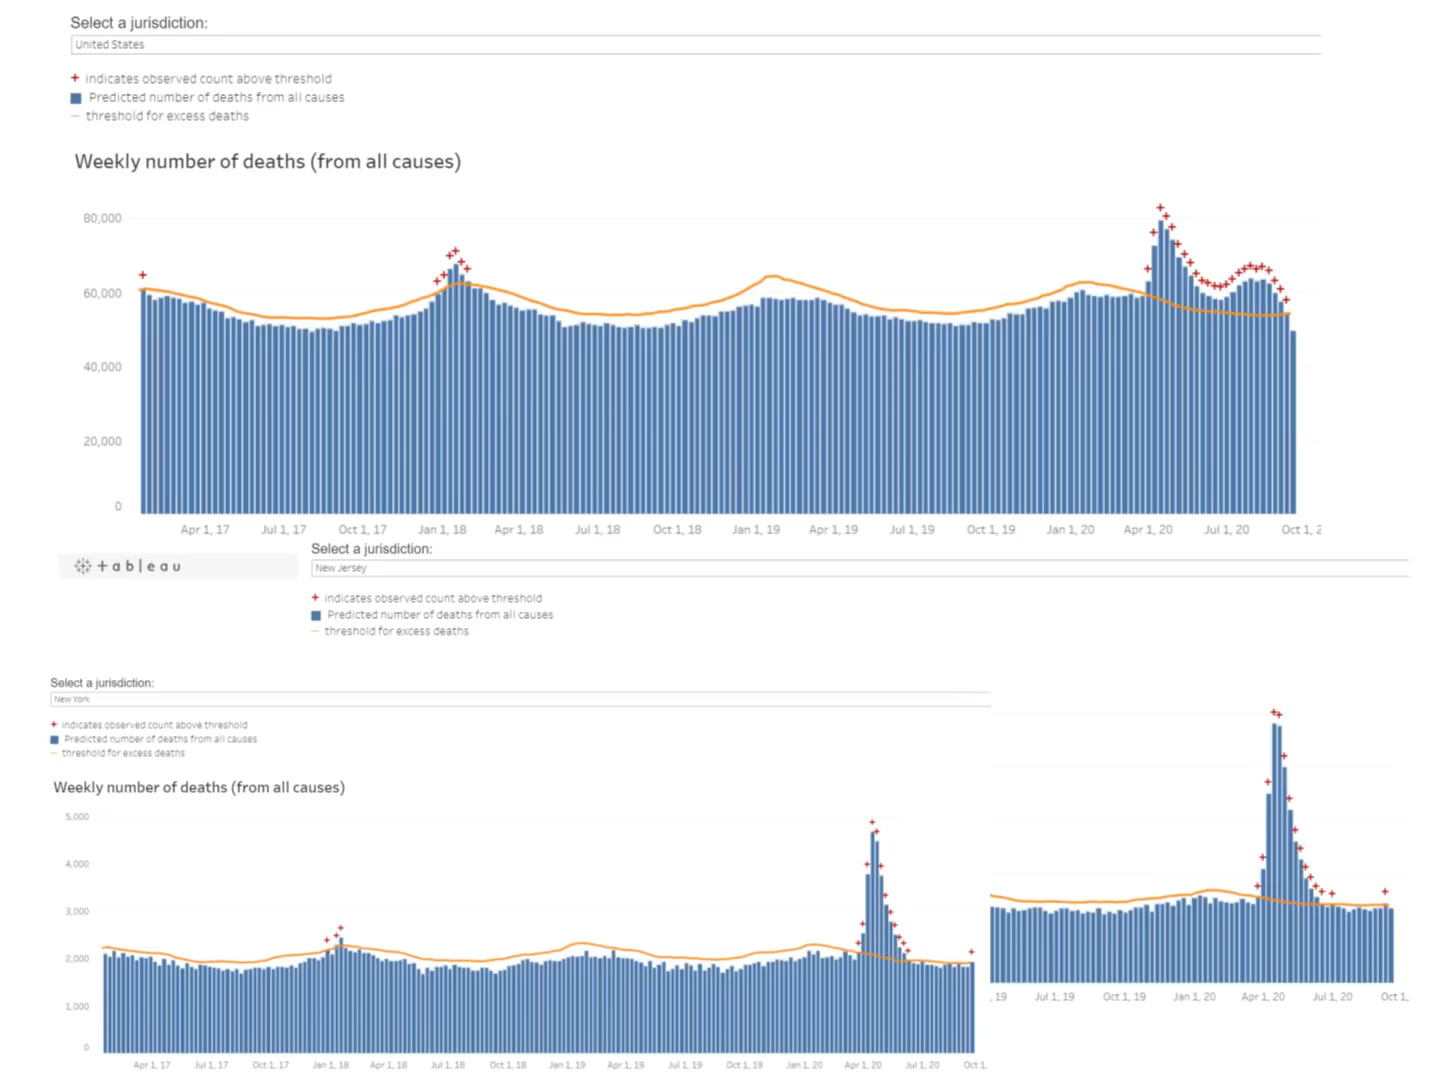 Select a jurisdiction:
United States
+ indicates observed count above threshold
Predicted number of deaths from all causes
threshold for excess deaths
Weekly number of deaths (from all causes)
80,000
60,000
40,000
20,000
0
Apr 1, 17 Jul 1, 17 Oct 1, 17 Jan 1, 18 Apr 1, 18 Jul 1, 18 Oct 1, 18 Jan 1, 19 Apr 1, 19 Jul 1, 19 Oct 1, 19 Jan 1, 20 Apr 1, 20 Jul 1, 20 Oct 1, 2
+ableau
Select a jurisdiction:
New Jersey
+ indicates observed count above threshold
Predicted number of deaths from all causes
threshold for excess deaths
Select a jurisdiction:
New York
+ indicates observed count above threshold
Predicted number of deaths from all causes
threshold for excess deaths
Weekly number of deaths (from all causes)
5,000
4,000
3,000
2,000
1,000
0
Apr 1, 17 Jul 1, 17 Oct 1, 17 Jan 1, 18 Apr 1, 18 Jul 1, 18 Oct 1, 18 Jan 1, 19 Apr 1, 19 Jul 1, 19 Oct 1, 19 Jan 1, 20 Apr 1, 20 Jul 1, 20 Oct 1,
, 19 Jul 1, 19 Oct 1, 19 Jan 1, 20 Apr 1, 20 Jul 1, 20 Oct 1,